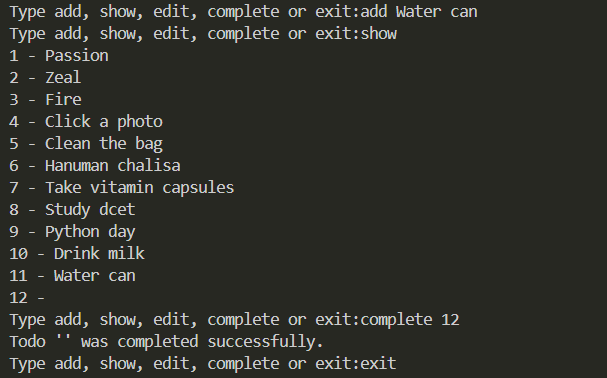 Type add, show, edit, complete or exit:add Water can
Type add, show, edit, complete or exit:show
1 - Passion
2 - Zeal
3 - Fire
4 - Click a photo
5 - Clean the bag
6 - Hanuman chalisa
7 - Take vitamin capsules
8 - Study dcet
9 - Python day
10 - Drink milk
11 - Water can
12 -
Type add, show, edit, complete or exit:complete 12
Todo '' was completed successfully.
Type add, show, edit, complete or exit:exit